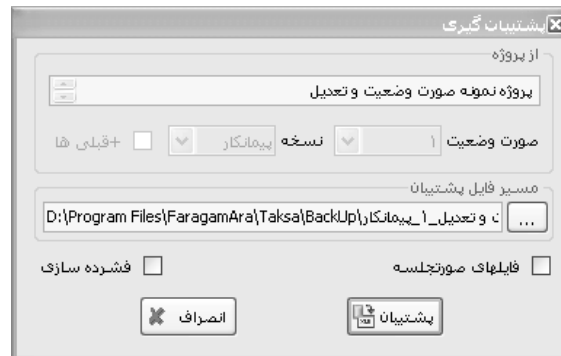 پشتیبان گیری
از پروژه
پروژه نمونه صورت وضعیت و تعدیل
صورت وضعیت ۱ نسخه پیمانکار +قبلی ها
مسیر فایل پشتیبان
... D:\Program Files\FaragamAra\Taksa\BackUp\ت و تعدیل_۱_پیمانکار
فایلهای صورتجلسه فشرده سازی
پشتیبان انصراف